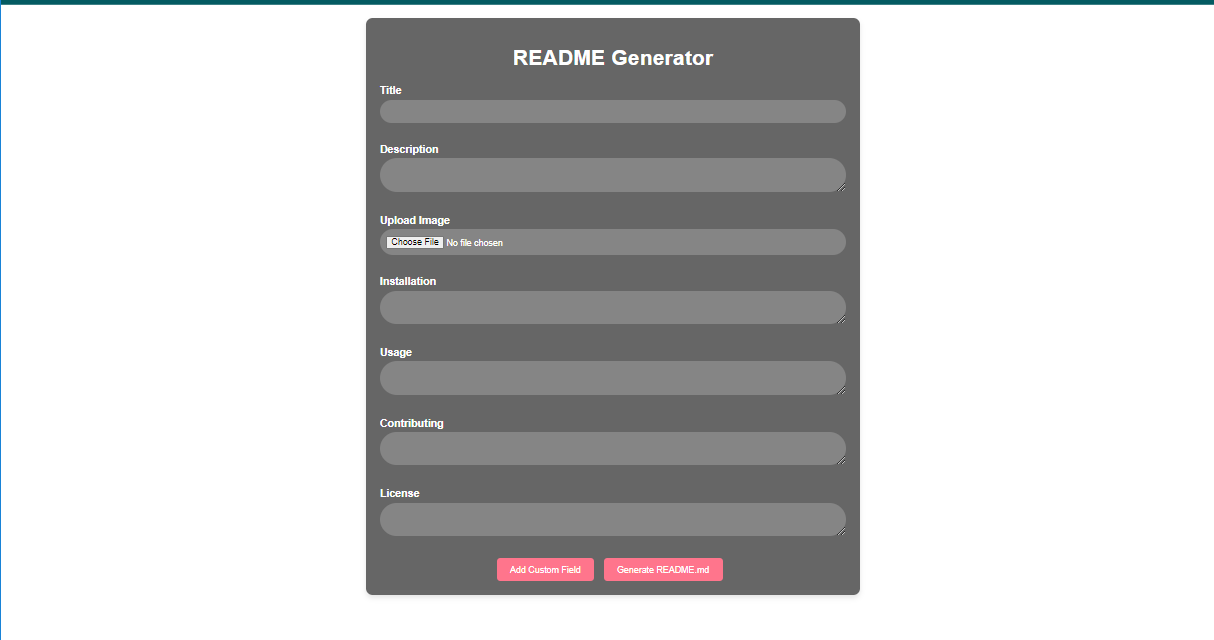 README Generator
Title
Description
Upload Image
Choose File No file chosen
Installation
Usage
Contributing
License
Add Custom Field Generate README.md